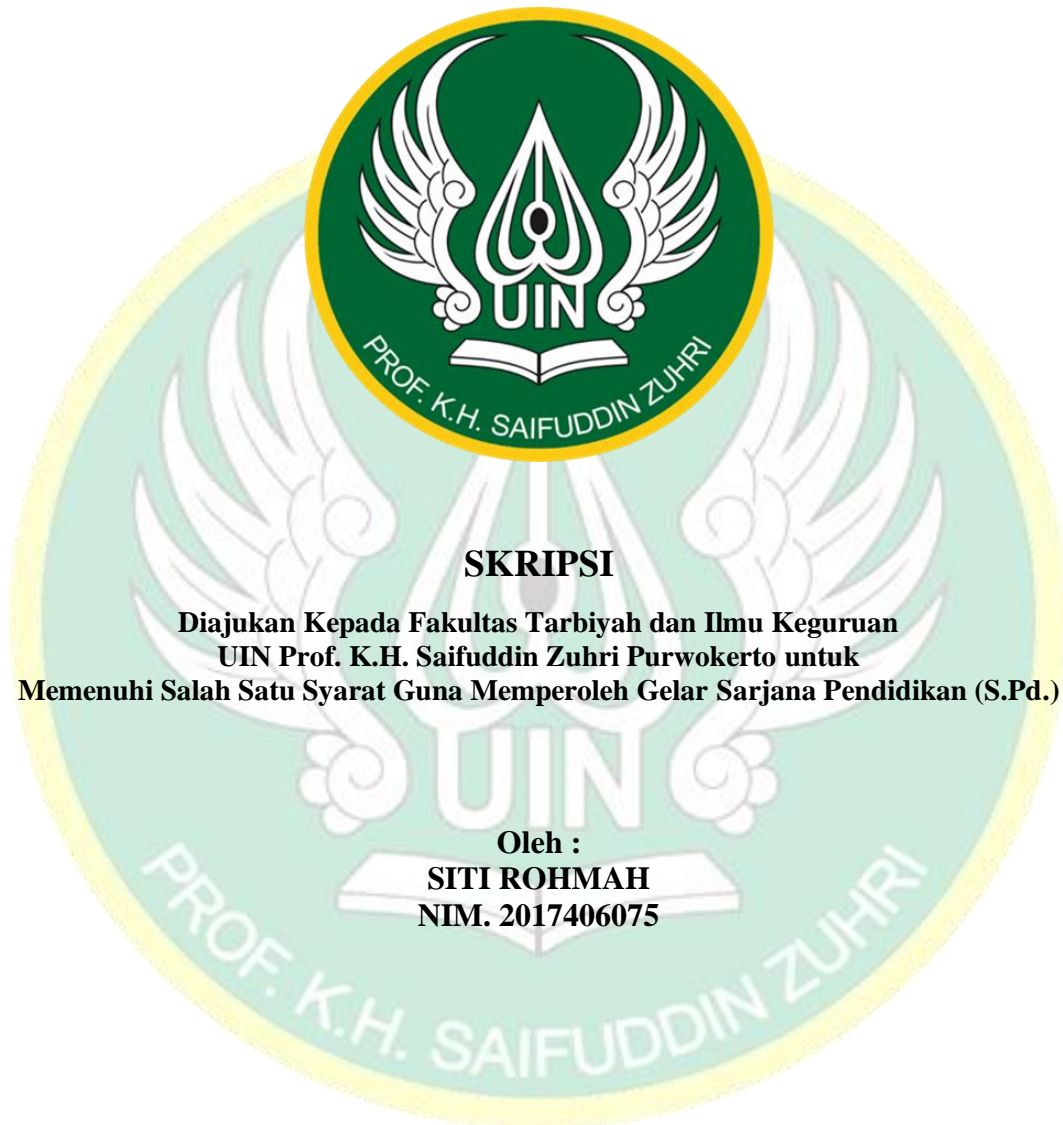 UIN
PROF. K.H. SAIFUDDIN ZUHRI
SKRIPSI
Diajukan Kepada Fakultas Tarbiyah dan Ilmu Keguruan
UIN Prof. K.H. Saifuddin Zuhri Purwokerto untuk
Memenuhi Salah Satu Syarat Guna Memperoleh Gelar Sarjana Pendidikan (S.Pd.)
UIN
Oleh :
SITI ROHMAH
NIM. 2017406075
PROF. K.H. SAIFUDDIN ZUHRI